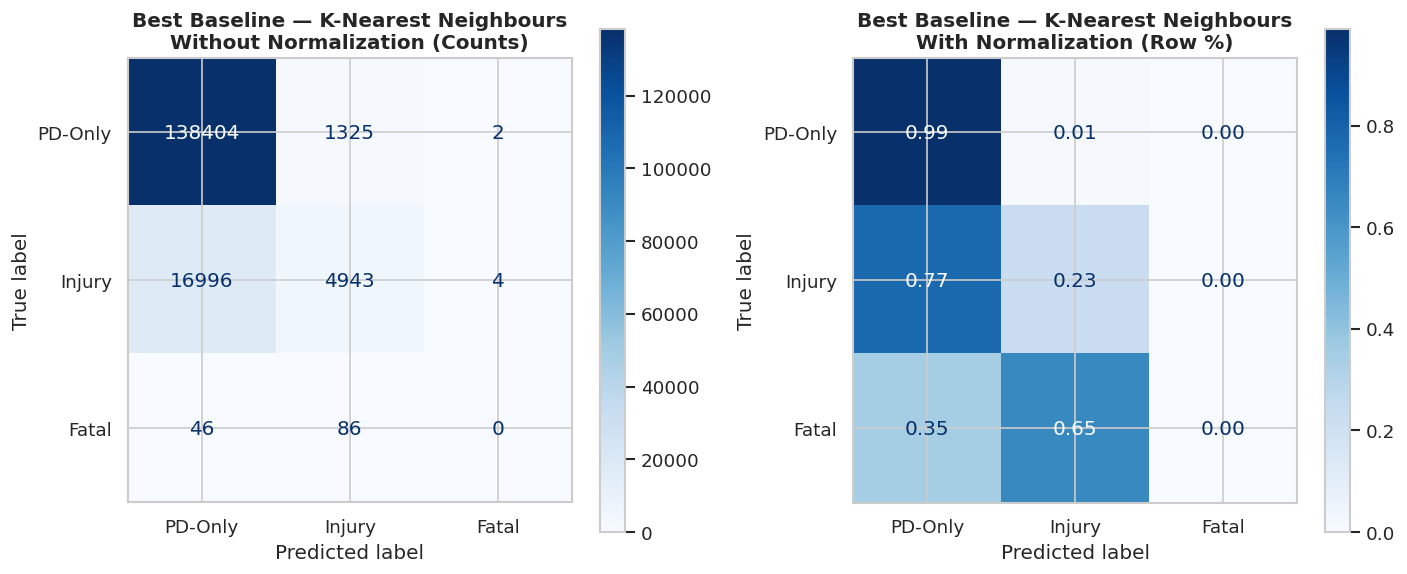 Best Baseline — K-Nearest Neighbours
Without Normalization (Counts)
PD-Only
138404 1325 2
Injury
16996 4943 4
Fatal
46 86 0
PD-Only Injury Fatal
Predicted label
True label
120000
100000
80000
60000
40000
20000
0
Best Baseline — K-Nearest Neighbours
With Normalization (Row %)
PD-Only
0.99 0.01 0.00
Injury
0.77 0.23 0.00
Fatal
0.35 0.65 0.00
PD-Only Injury Fatal
Predicted label
True label
0.8
0.6
0.4
0.2
0.0